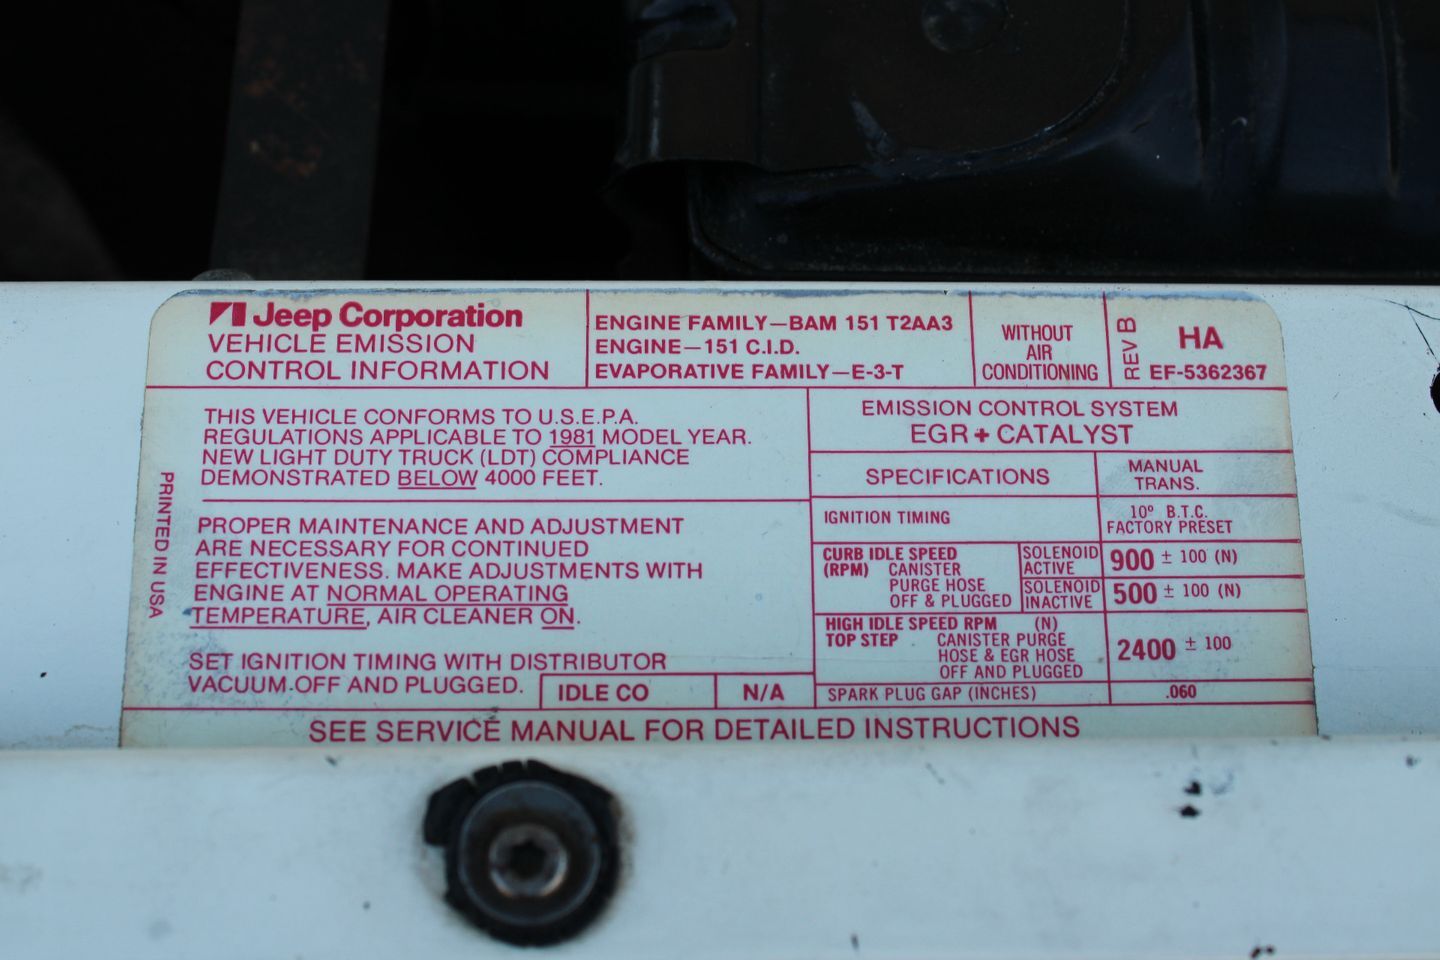 Jeep Corporation
VEHICLE EMISSION
CONTROL INFORMATION
ENGINE FAMILY—BAM 151 T2AA3
ENGINE—151 C.I.D.
EVAPORATIVE FAMILY—E-3-T
WITHOUT
AIR
CONDITIONING
REV B
HA
EF-5362367
THIS VEHICLE CONFORMS TO U.S.E.P.A.
REGULATIONS APPLICABLE TO 1981 MODEL YEAR.
NEW LIGHT DUTY TRUCK (LDT) COMPLIANCE
DEMONSTRATED BELOW 4000 FEET.
PROPER MAINTENANCE AND ADJUSTMENT
ARE NECESSARY FOR CONTINUED
EFFECTIVENESS. MAKE ADJUSTMENTS WITH
ENGINE AT NORMAL OPERATING
TEMPERATURE, AIR CLEANER ON.
SET IGNITION TIMING WITH DISTRIBUTOR
VACUUM OFF AND PLUGGED.
IDLE CO
N/A
PRINTED IN USA
EMISSION CONTROL SYSTEM
EGR + CATALYST
SPECIFICATIONS
MANUAL
TRANS.
IGNITION TIMING
10° B.T.C.
FACTORY PRESET
CURB IDLE SPEED
(RPM) CANISTER
PURGE HOSE
OFF & PLUGGED
SOLENOID
ACTIVE
900 ± 100 (N)
SOLENOID
INACTIVE
500 ± 100 (N)
HIGH IDLE SPEED RPM (N)
TOP STEP CANISTER PURGE
HOSE & EGR HOSE
OFF AND PLUGGED
2400 ± 100
SPARK PLUG GAP (INCHES)
.060
SEE SERVICE MANUAL FOR DETAILED INSTRUCTIONS